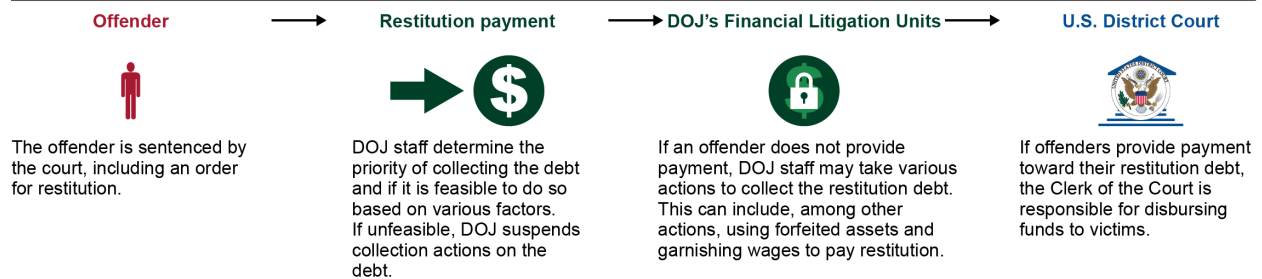 Offender
Restitution payment
DOJ's Financial Litigation Units
U.S. District Court
$
$
UNITED STATES DISTRICT COURT
The offender is sentenced by
the court, including an order
for restitution.
DOJ staff determine the
priority of collecting the debt
and if it is feasible to do so
based on various factors.
If unfeasible, DOJ suspends
collection actions on the
debt.
If an offender does not provide
payment, DOJ staff may take various
actions to collect the restitution debt.
This can include, among other
actions, using forfeited assets and
garnishing wages to pay restitution.
If offenders provide payment
toward their restitution debt,
the Clerk of the Court is
responsible for disbursing
funds to victims.